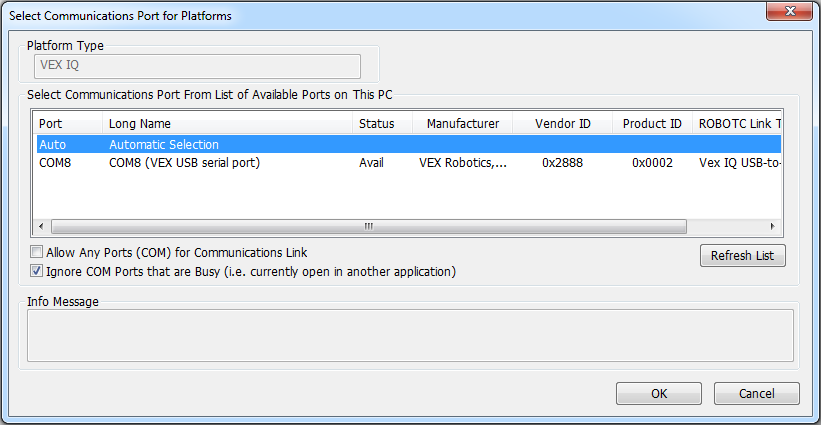 Select Communications Port for Platforms
Platform Type
VEX IQ
Select Communications Port From List of Available Ports on This PC
Port Long Name Status Manufacturer Vendor ID Product ID ROBOTC Link T
Auto Automatic Selection
COM8 COM8 (VEX USB serial port) Avail VEX Robotics,... 0x2888 0x0002 Vex IQ USB-to-
Allow Any Ports (COM) for Communications Link
Refresh List
Ignore COM Ports that are Busy (i.e. currently open in another application)
Info Message
OK Cancel